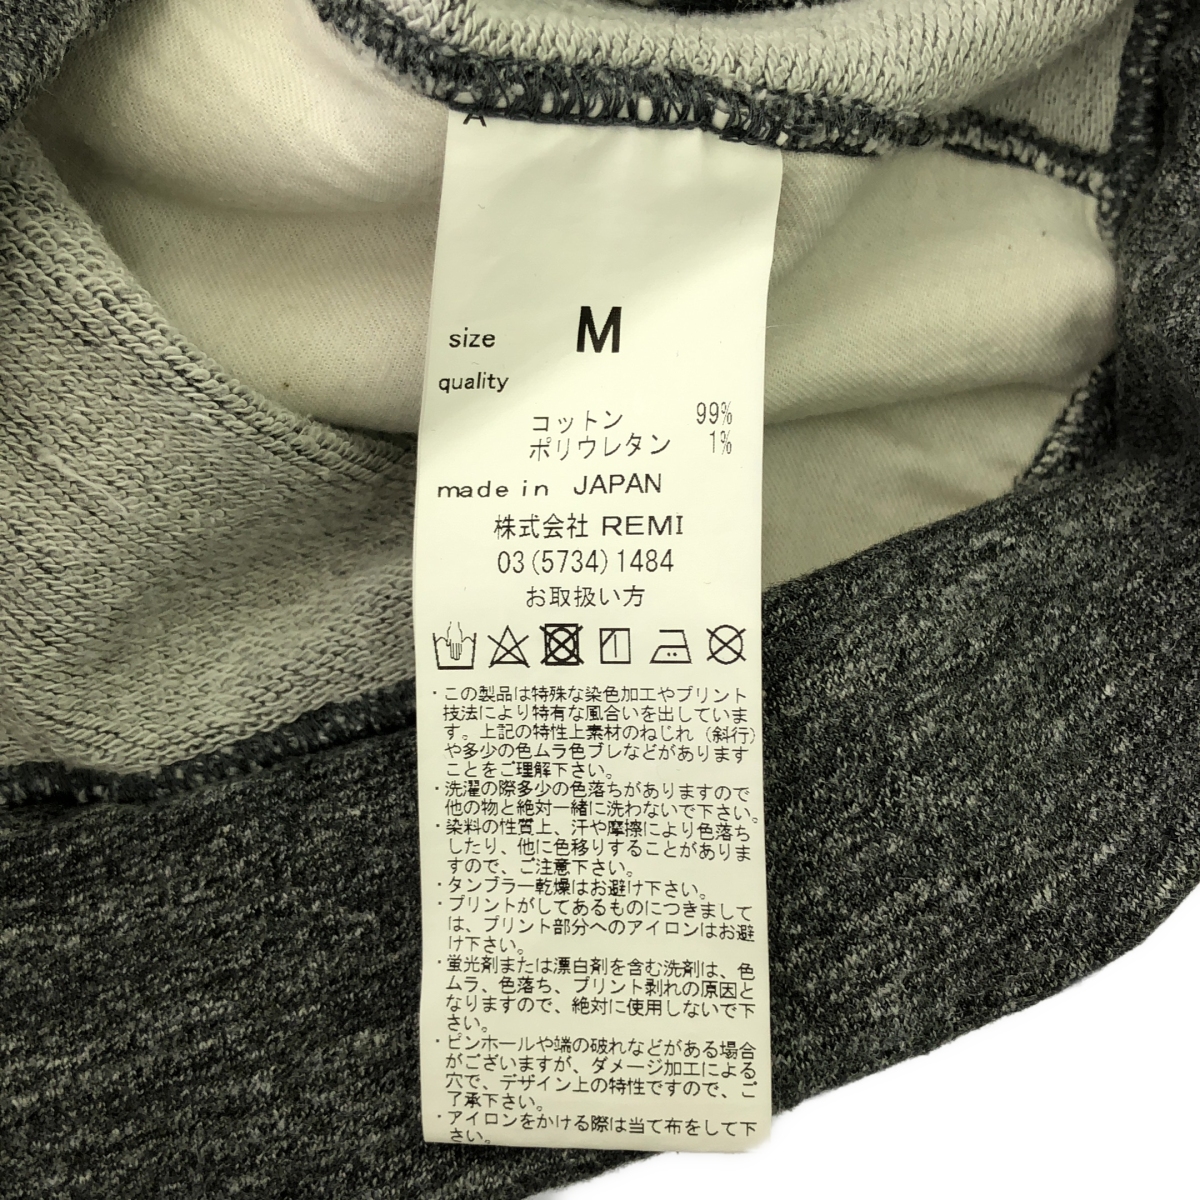 A
size M
quality
コットン 99%
ポリウレタン 1%
made in JAPAN
株式会社 REMI
03(5734)1484
お取扱い方
・この製品は特殊な染色加工やプリント
技法により特有な風合いを出していま
す。上記の特性上素材のねじれ（斜行）
や多少の色ムラ色ブレなどがあります
ことをご理解下さい。
・洗濯の際多少の色落ちがありますので
他の物と絶対一緒に洗わないで下さい。
・染料の性質上、汗や摩擦により色落ち
したり、他に色移りすることがありま
すので、ご注意下さい。
・タンブラー乾燥はお避け下さい。
・プリントがしてあるものにつきまして
は、プリント部分へのアイロンはお避
け下さい。
・蛍光剤または漂白剤を含む洗剤は、色
ムラ、色落ち、プリント剥れの原因と
なりますので、絶対に使用しないで下
さい。
・ピンホールや端の破れなどがある場合
がございますが、ダメージ加工による
穴で、デザイン上の特性ですので、ご
了承下さい。
・アイロンをかける際は当て布をして下
さい。